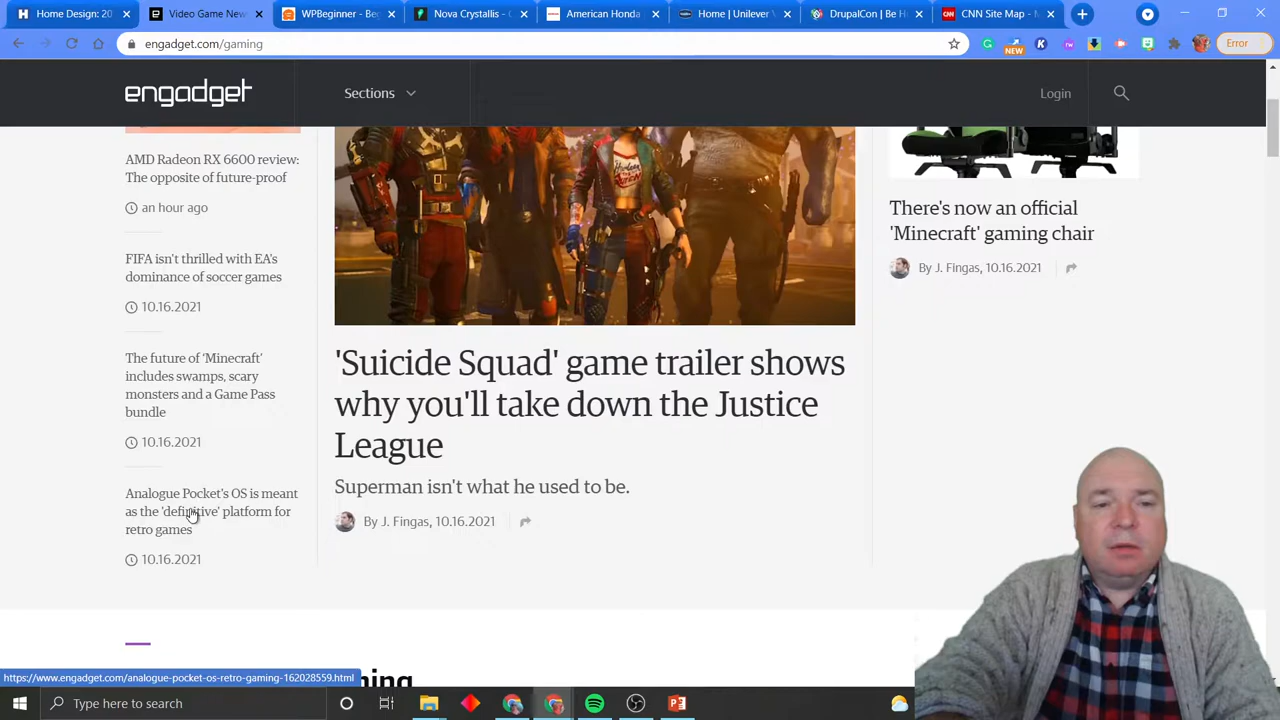 Home Design: 20
Video Game New
WPBeginner - Be
Nova Crystallis - C
American Honda
Home | Unilever
DrupalCon | Be H
CNN Site Map - N
engadget.com/gaming
NEW
Error
engadget
Sections
Login
AMD Radeon RX 6600 review:
The opposite of future-proof
an hour ago
FIFA isn't thrilled with EA's
dominance of soccer games
10.16.2021
The future of 'Minecraft'
includes swamps, scary
monsters and a Game Pass
bundle
10.16.2021
Analogue Pocket's OS is meant
as the 'definitive' platform for
retro games
10.16.2021
'Suicide Squad' game trailer shows
why you'll take down the Justice
League
Superman isn't what he used to be.
By J. Fingas, 10.16.2021
There's now an official
'Minecraft' gaming chair
By J. Fingas, 10.16.2021
https://www.engadget.com/analogue-pocket-os-retro-gaming-162028559.html
Type here to search